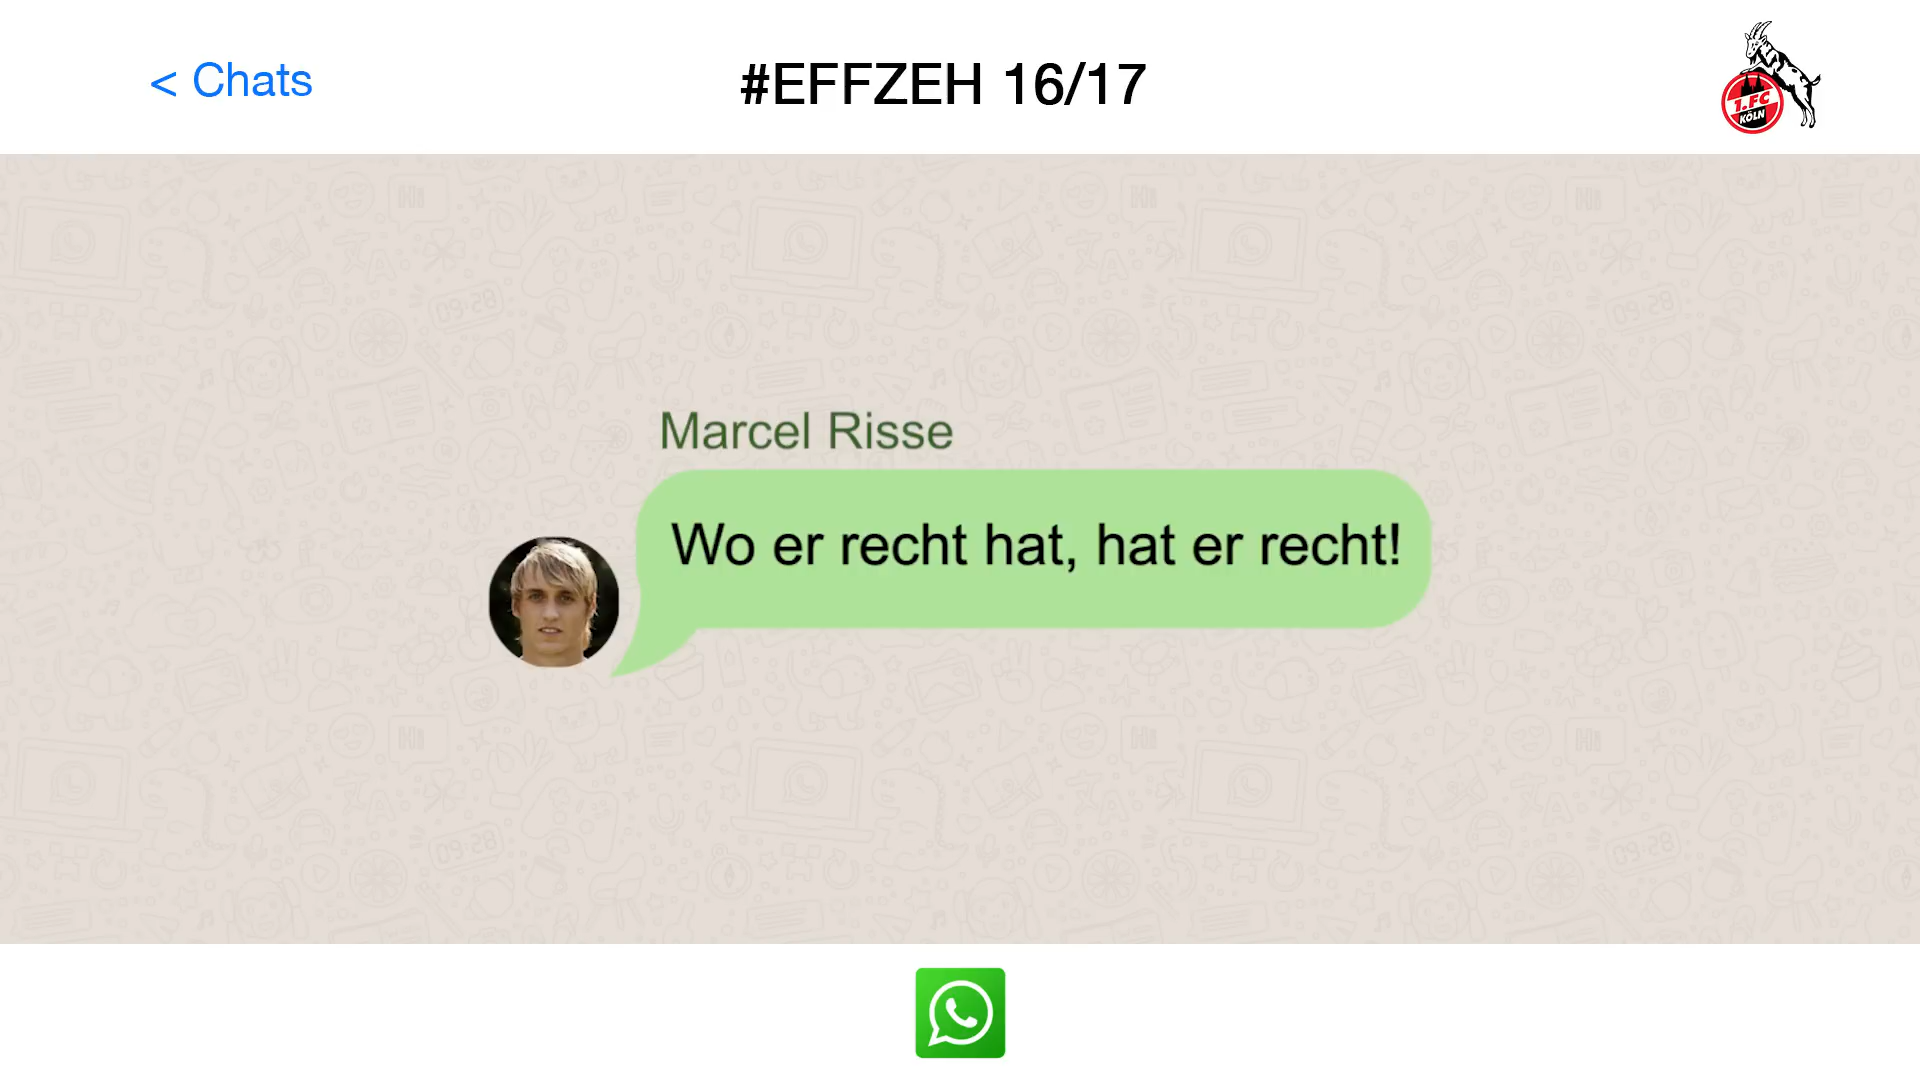 < Chats
#EFFZEH 16/17
1.FC
KÖLN
Marcel Risse
Wo er recht hat, hat er recht!